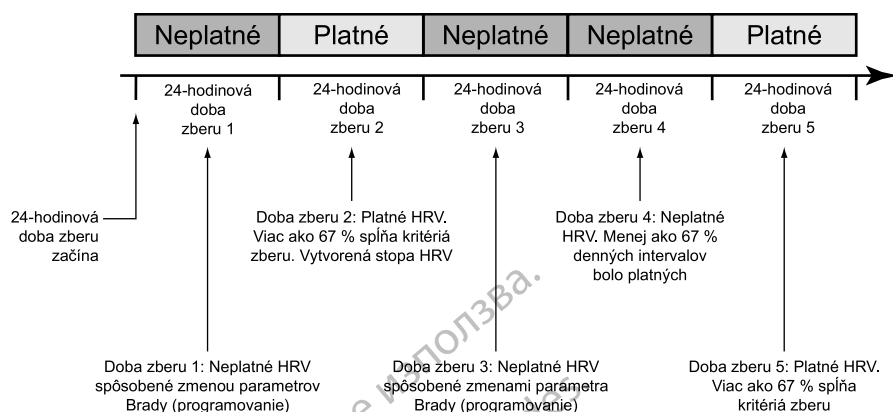 Neplatné Platné Neplatné Neplatné Platné
24-hodinová
doba
zberu 1
24-hodinová
doba
zberu 2
24-hodinová
doba
zberu 3
24-hodinová
doba
zberu 4
24-hodinová
doba
zberu 5
24-hodinová
doba zberu
začína
Doba zberu 2: Platné HRV.
Viac ako 67 % spĺňa kritériá
zberu. Vytvorená stopa HRV
Doba zberu 4: Neplatné
HRV. Menej ako 67 %
denných intervalov
bolo platných
Doba zberu 1: Neplatné HRV
spôsobené zmenou parametrov
Brady (programovanie)
Doba zberu 3: Neplatné HRV
spôsobené zmenami parametra
Brady (programovanie)
Doba zberu 5: Platné HRV.
Viac ako 67 % spĺňa
kritériá zberu
използва.